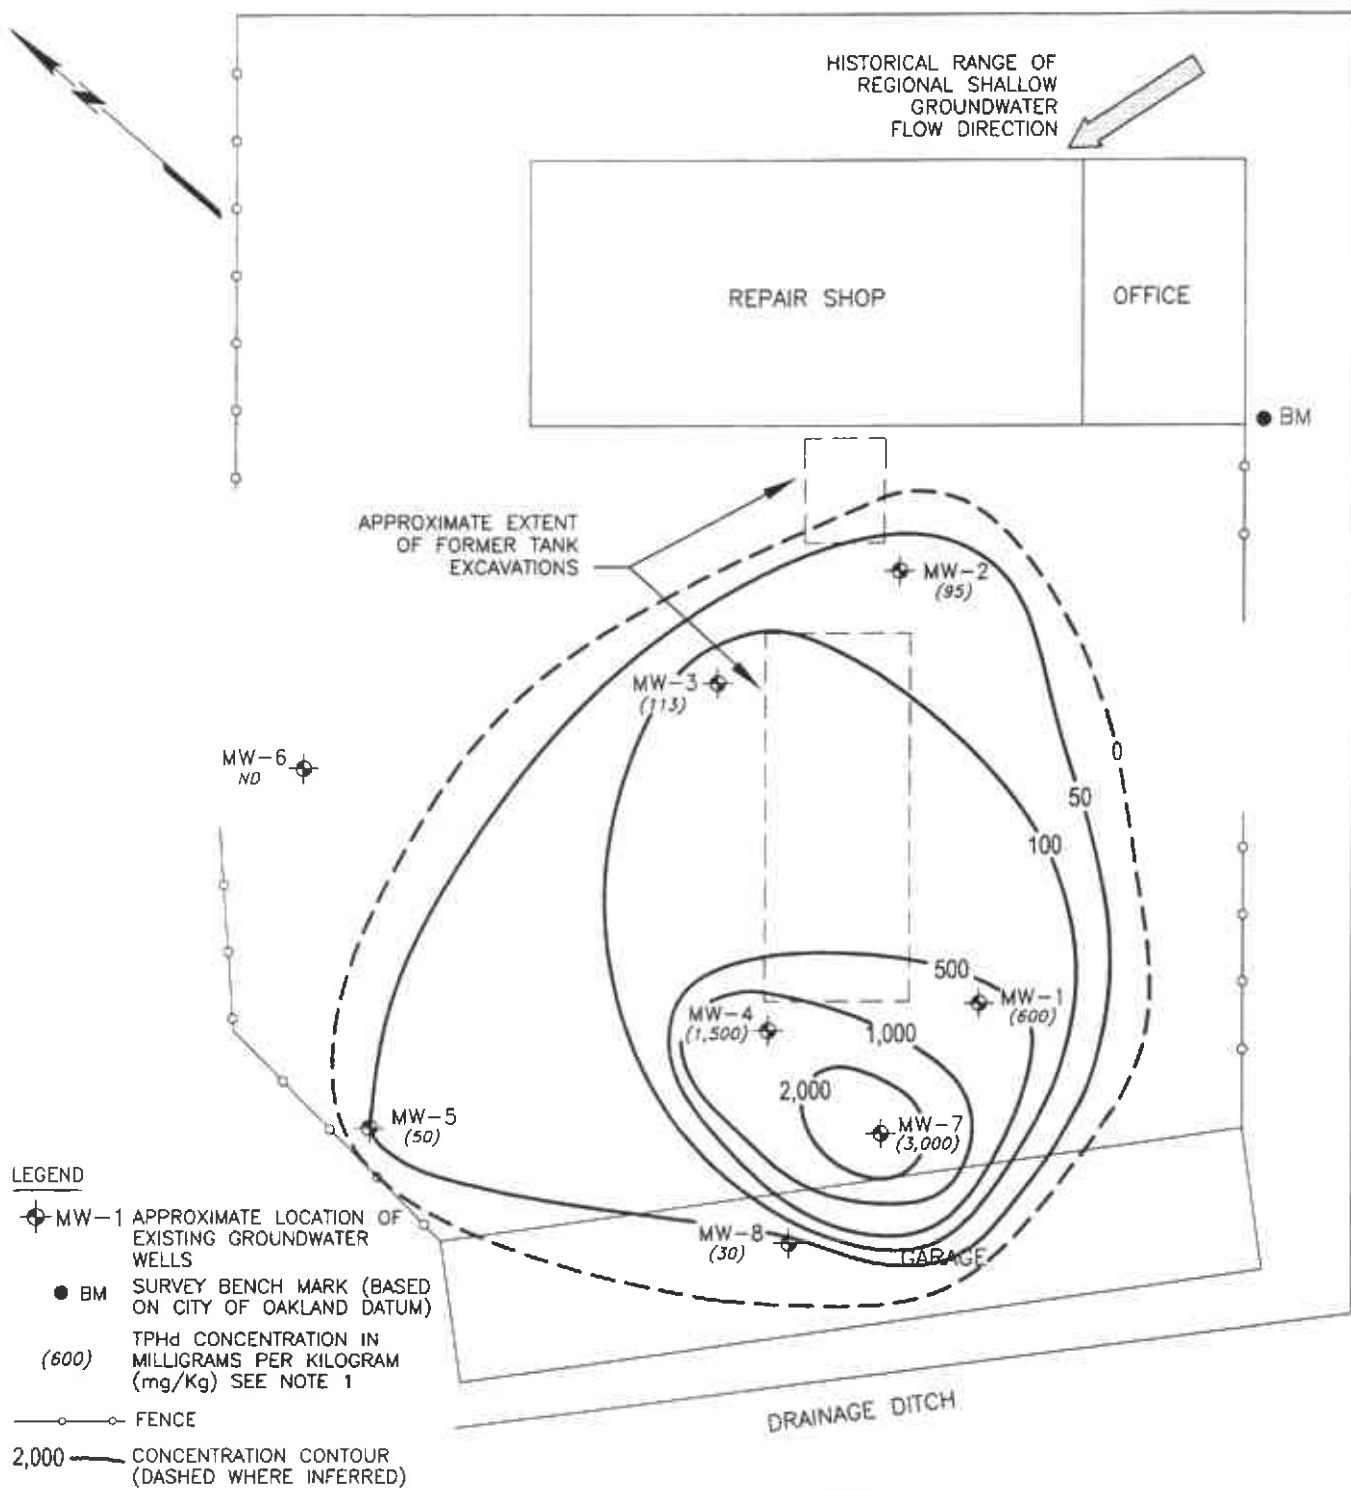 HISTORICAL RANGE OF
REGIONAL SHALLOW
GROUNDWATER
FLOW DIRECTION
REPAIR SHOP
OFFICE
BM
APPROXIMATE EXTENT
OF FORMER TANK
EXCAVATIONS
MW-2
(95)
MW-3
(113)
MW-6
ND
0
50
100
500
MW-1
(600)
MW-4
(1,500)
1,000
2,000
MW-7
(3,000)
MW-5
(50)
MW-8
(30)
GARAGE
DRAINAGE DITCH
LEGEND
MW-1 APPROXIMATE LOCATION OF
EXISTING GROUNDWATER
WELLS
BM SURVEY BENCH MARK (BASED
ON CITY OF OAKLAND DATUM)
(600) TPHd CONCENTRATION IN
MILLIGRAMS PER KILOGRAM
(mg/Kg) SEE NOTE 1
FENCE
2,000 CONCENTRATION CONTOUR
(DASHED WHERE INFERRED)